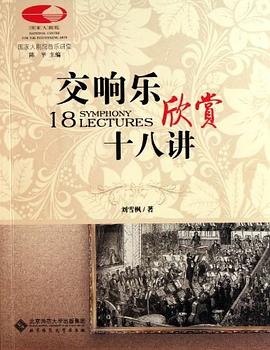 国家大剧院
NATIONAL CENTRE
FOR THE PERFORMING ARTS
国家大剧院音乐讲堂
陈平 主编
交响乐
欣赏
18 SYMPHONY
LECTURES
十八讲
刘雪枫/著
北京师范大学出版集团
北京师范大学出版社